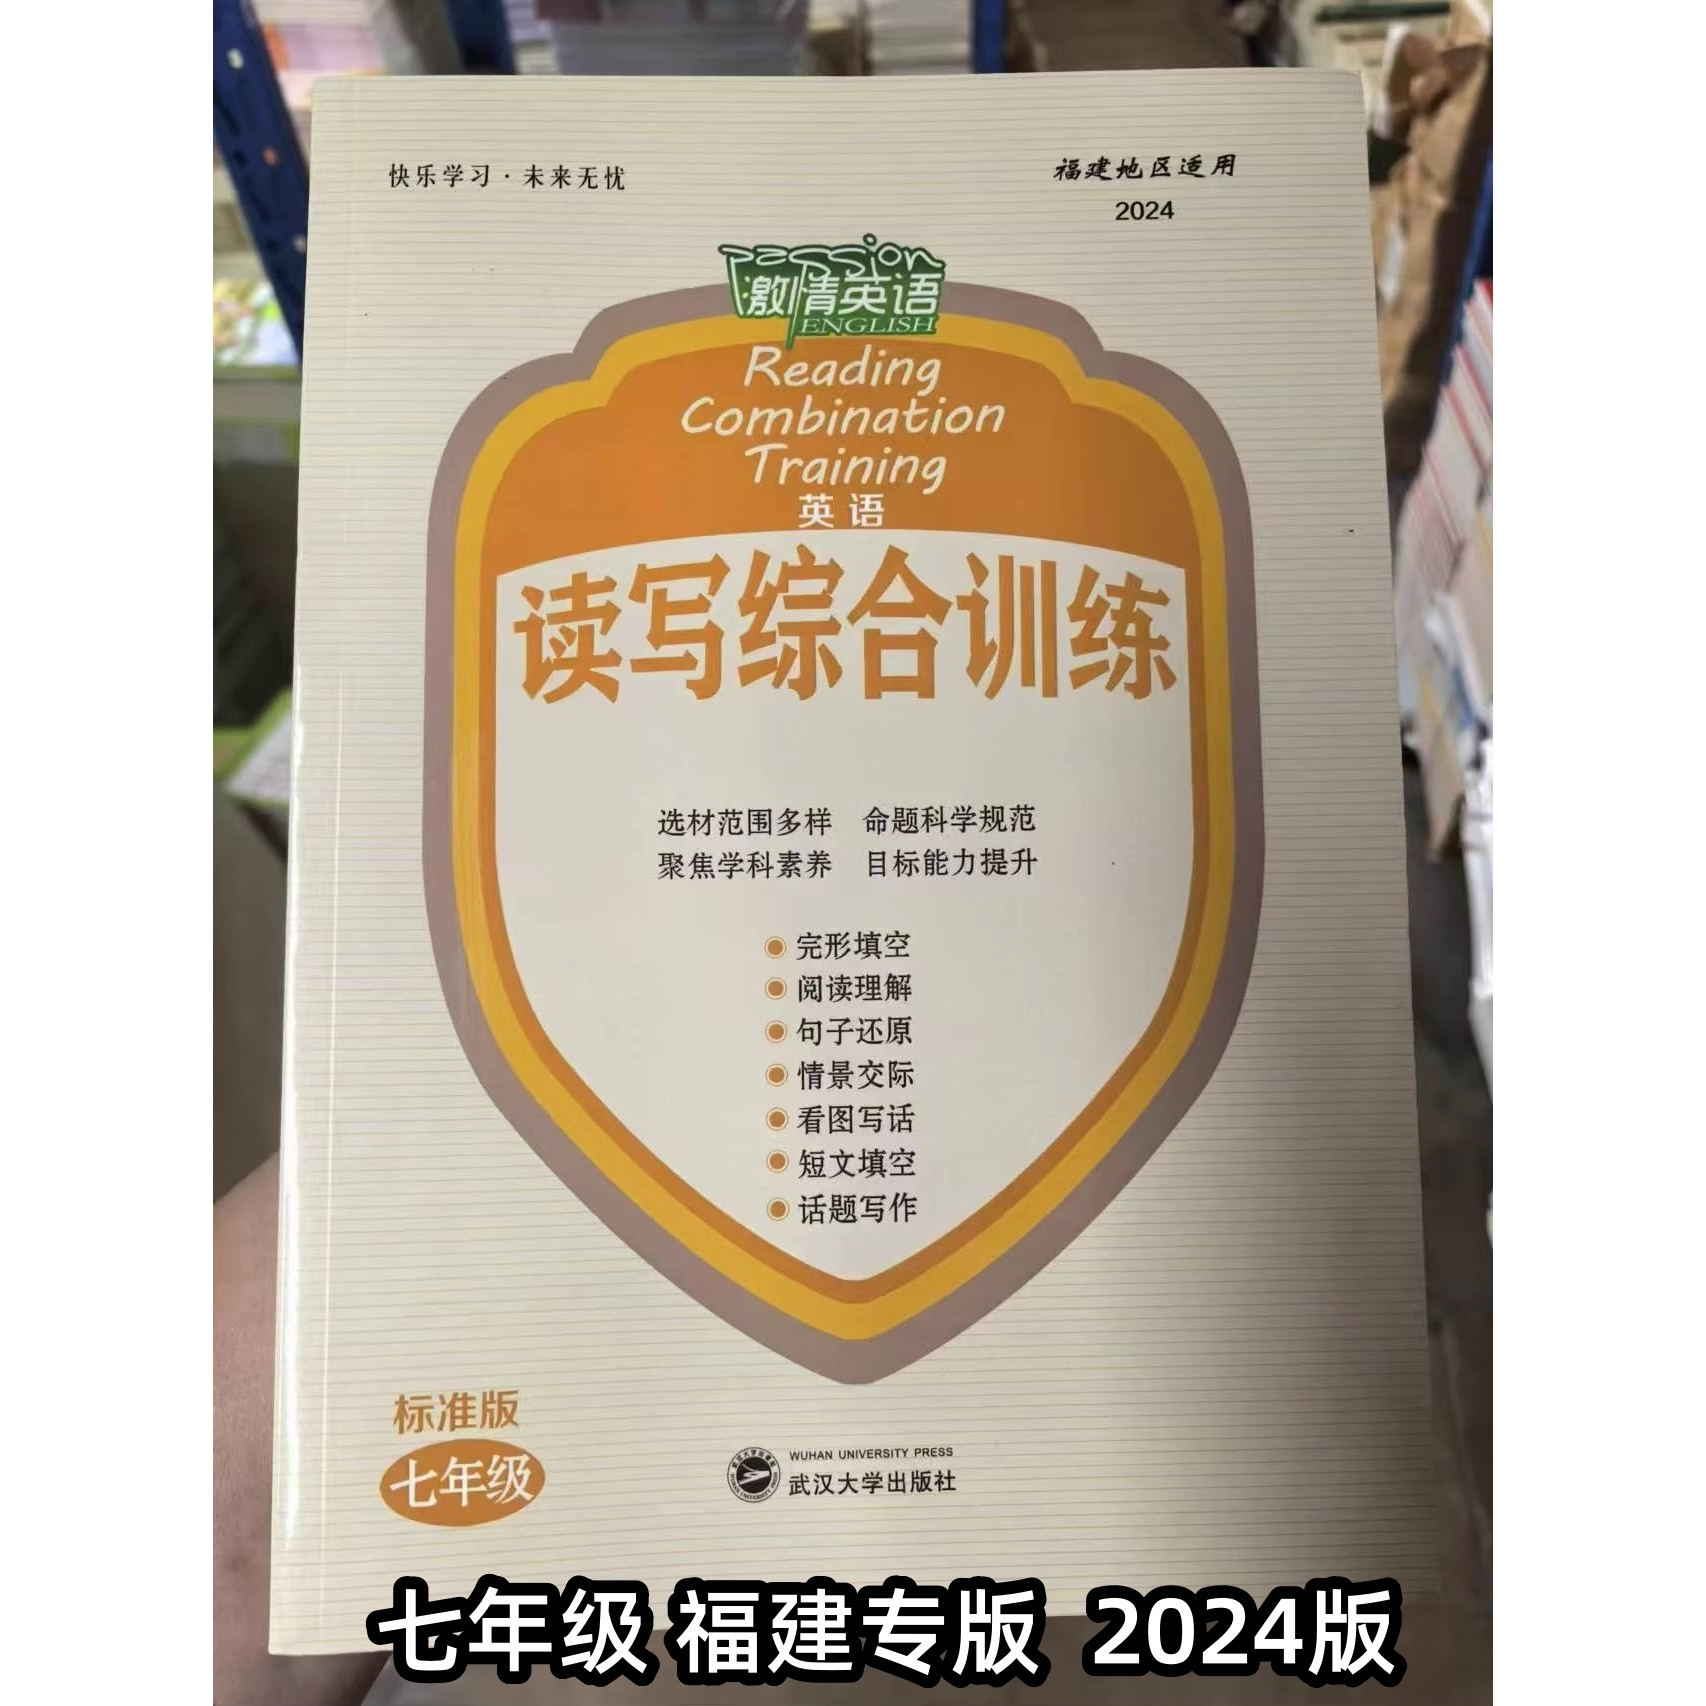 快乐学习·未来无忧
福建地区适用
2024
Passion
激情英语
ENGLISH
Reading
Combination
Training
英语
读写综合训练
选材范围多样 命题科学规范
聚焦学科素养 目标能力提升
完形填空
阅读理解
句子还原
情景交际
看图写话
短文填空
话题写作
标准版
七年级
WUHAN UNIVERSITY PRESS
武汉大学出版社
七年级 福建专版 2024版